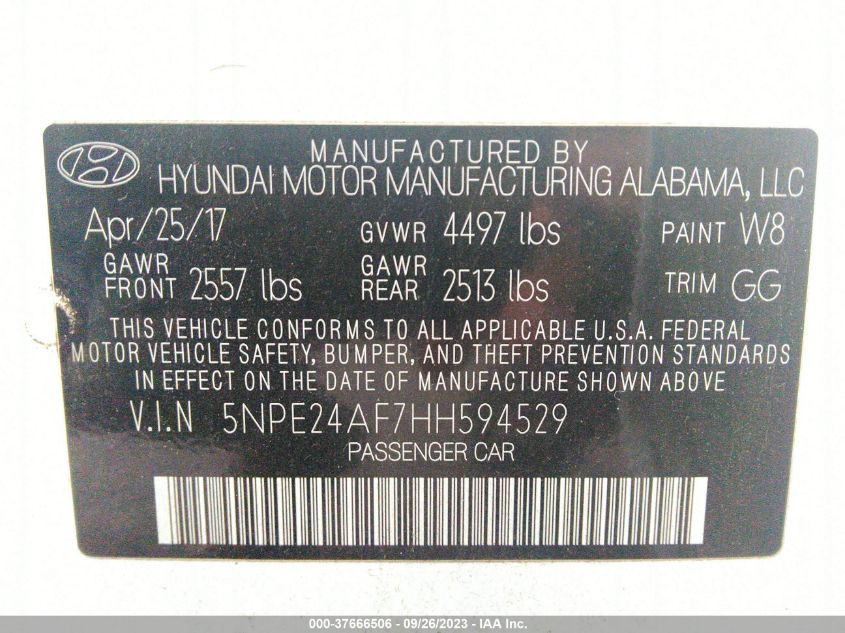 MANUFACTURED BY
HYUNDAI MOTOR MANUFACTURING ALABAMA, LLC
Apr/25/17 GVWR 4497 lbs PAINT W8
GAWR FRONT 2557 lbs GAWR REAR 2513 lbs TRIM GG
THIS VEHICLE CONFORMS TO ALL APPLICABLE U.S.A. FEDERAL
MOTOR VEHICLE SAFETY, BUMPER, AND THEFT PREVENTION STANDARDS
IN EFFECT ON THE DATE OF MANUFACTURE SHOWN ABOVE
V.I.N 5NPE24AF7HH594529
PASSENGER CAR
000-37666506 - 09/26/2023 - IAA Inc.